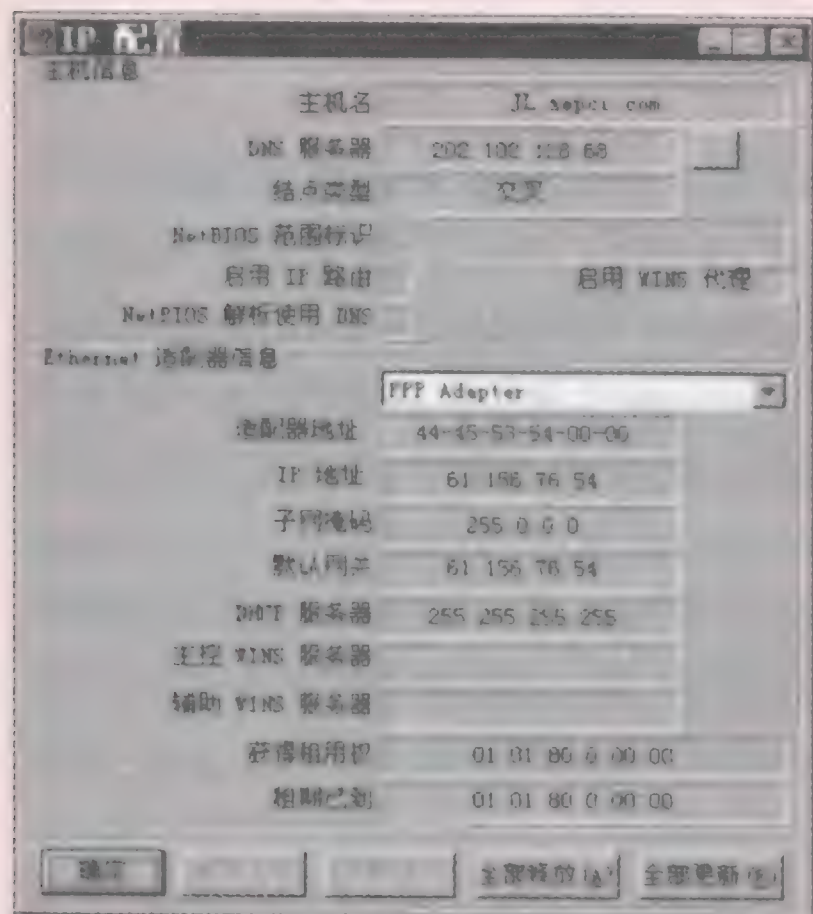 IP 配置
主机信息
主机名 JL sepci com
DNS 服务器 202 102 128 68
结点类型 交叉
NetBIOS 范围标识
启用 IP 路由 启用 WINS 代理
NetBIOS 解析使用 DNS
Ethernet 适配器信息
PPP Adapter
适配器地址 44-45-53-54-00-00
IP 地址 61 156 76 54
子网掩码 255 0 0 0
默认网关 61 156 76 54
DHCP 服务器 255 255 255 255
主控 WINS 服务器
辅助 WINS 服务器
获得租用权 01 01 80 0 00 00
租期已到 01 01 80 0 00 00
确定 全部释放(A) 全部更新(E)